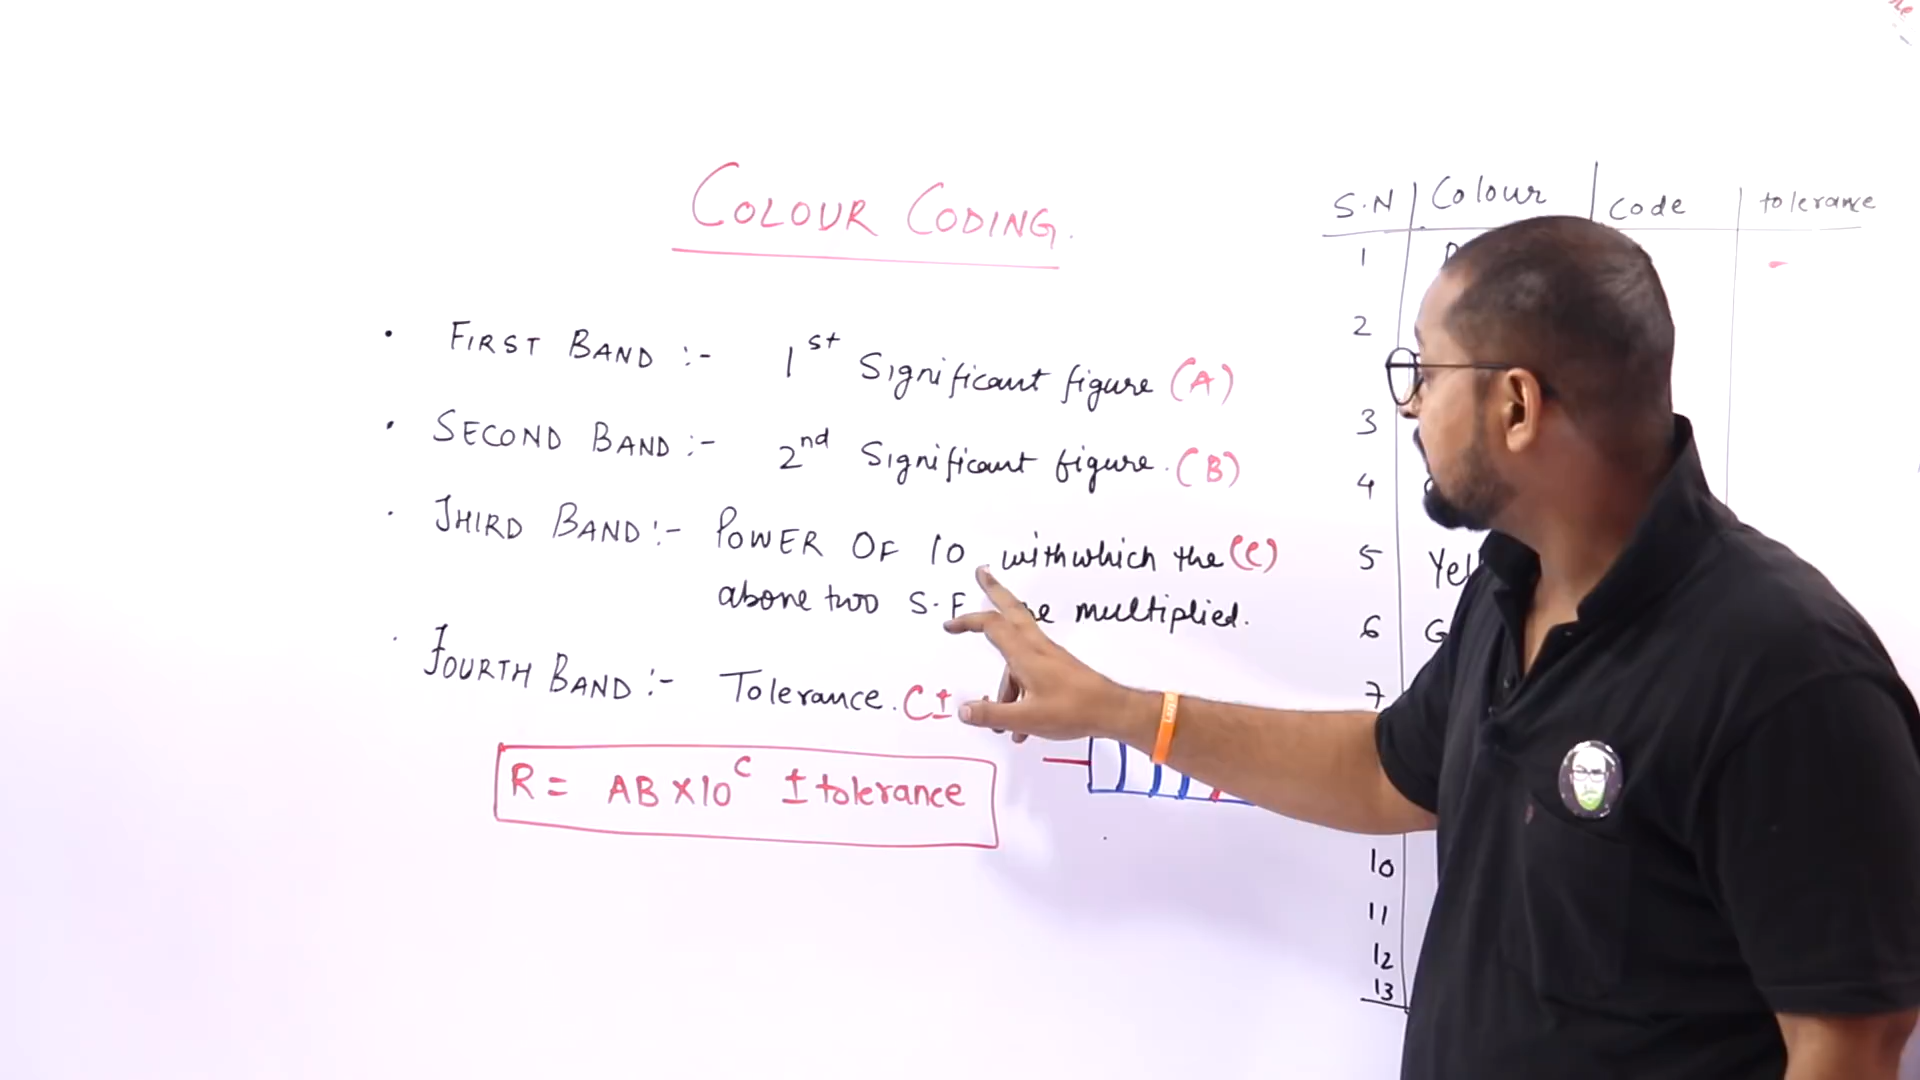 COLOUR CODING.
• FIRST BAND :- 1st Significant figure (A)
• SECOND BAND :- 2nd Significant figure. (B)
• THIRD BAND :- POWER OF 10 with which the (C)
above two S.F multiplied.
• FOURTH BAND :- Tolerance.
R = AB × 10^C ± tolerance
S.N Colour Code tolerance
1 -
2
3
4
5 Yel
6 G
7
10
11
12
13